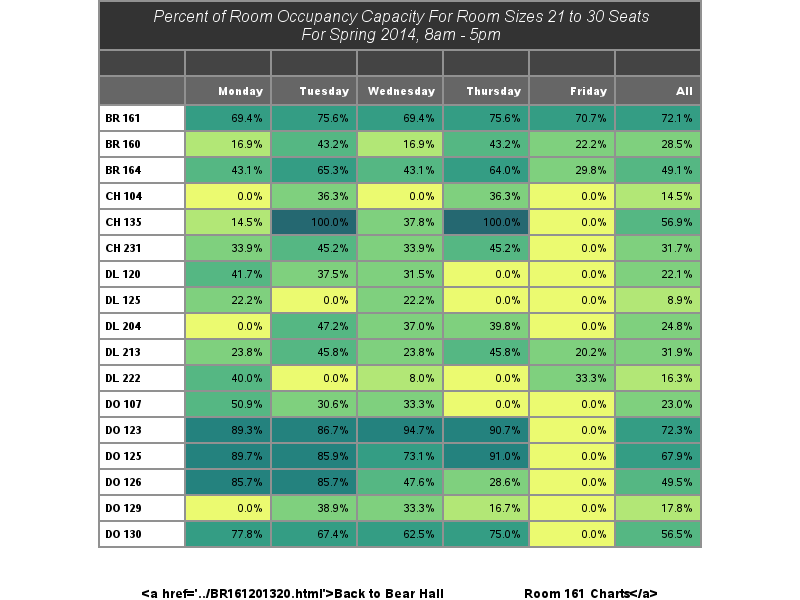 Percent of Room Occupancy Capacity For Room Sizes 21 to 30 Seats
For Spring 2014, 8am - 5pm
Monday Tuesday Wednesday Thursday Friday All
BR 161 69.4% 75.6% 69.4% 75.6% 70.7% 72.1%
BR 160 16.9% 43.2% 16.9% 43.2% 22.2% 28.5%
BR 164 43.1% 65.3% 43.1% 64.0% 29.8% 49.1%
CH 104 0.0% 36.3% 0.0% 36.3% 0.0% 14.5%
CH 135 14.5% 100.0% 37.8% 100.0% 0.0% 56.9%
CH 231 33.9% 45.2% 33.9% 45.2% 0.0% 31.7%
DL 120 41.7% 37.5% 31.5% 0.0% 0.0% 22.1%
DL 125 22.2% 0.0% 22.2% 0.0% 0.0% 8.9%
DL 204 0.0% 47.2% 37.0% 39.8% 0.0% 24.8%
DL 213 23.8% 45.8% 23.8% 45.8% 20.2% 31.9%
DL 222 40.0% 0.0% 8.0% 0.0% 33.3% 16.3%
DO 107 50.9% 30.6% 33.3% 0.0% 0.0% 23.0%
DO 123 89.3% 86.7% 94.7% 90.7% 0.0% 72.3%
DO 125 89.7% 85.9% 73.1% 91.0% 0.0% 67.9%
DO 126 85.7% 85.7% 47.6% 28.6% 0.0% 49.5%
DO 129 0.0% 38.9% 33.3% 16.7% 0.0% 17.8%
DO 130 77.8% 67.4% 62.5% 75.0% 0.0% 56.5%
<a href='../BR161201320.html'>Back to Bear Hall Room 161 Charts</a>